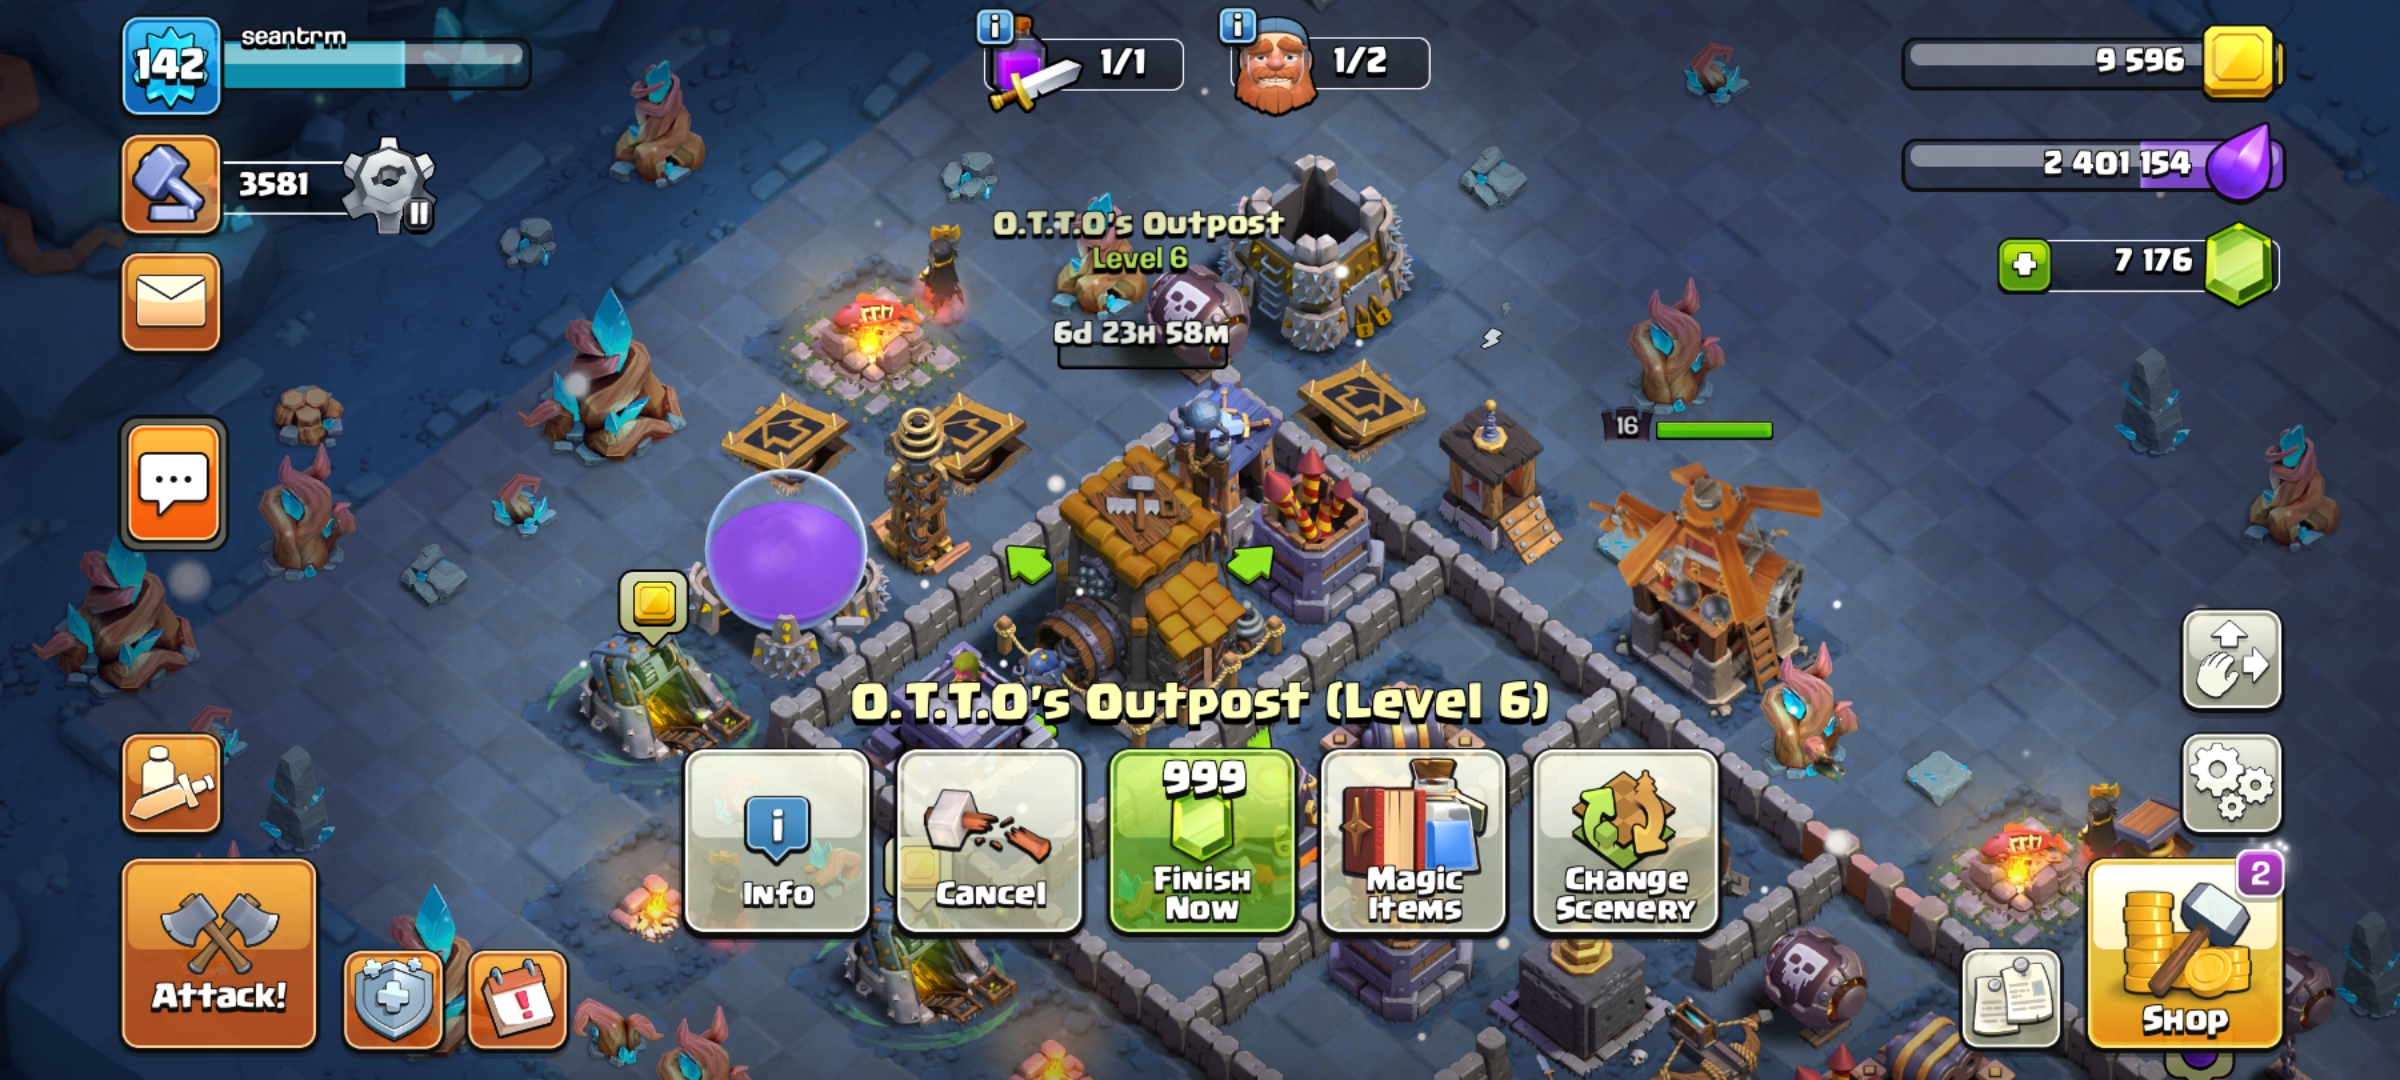 142
seantrm
1/1
1/2
9 596
3581
2 401 154
7 176
O.T.T.O's Outpost
Level 6
6d 23h 58m
16
O.T.T.O's Outpost (Level 6)
Info
Cancel
999
Finish
Now
Magic
Items
Change
Scenery
Attack!
2
Shop